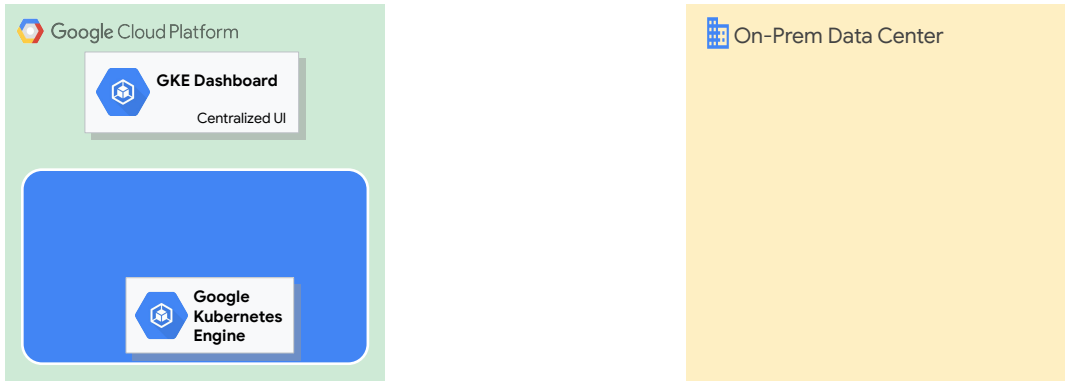 Google Cloud Platform
GKE Dashboard
Centralized UI
Google
Kubernetes
Engine
On-Prem Data Center